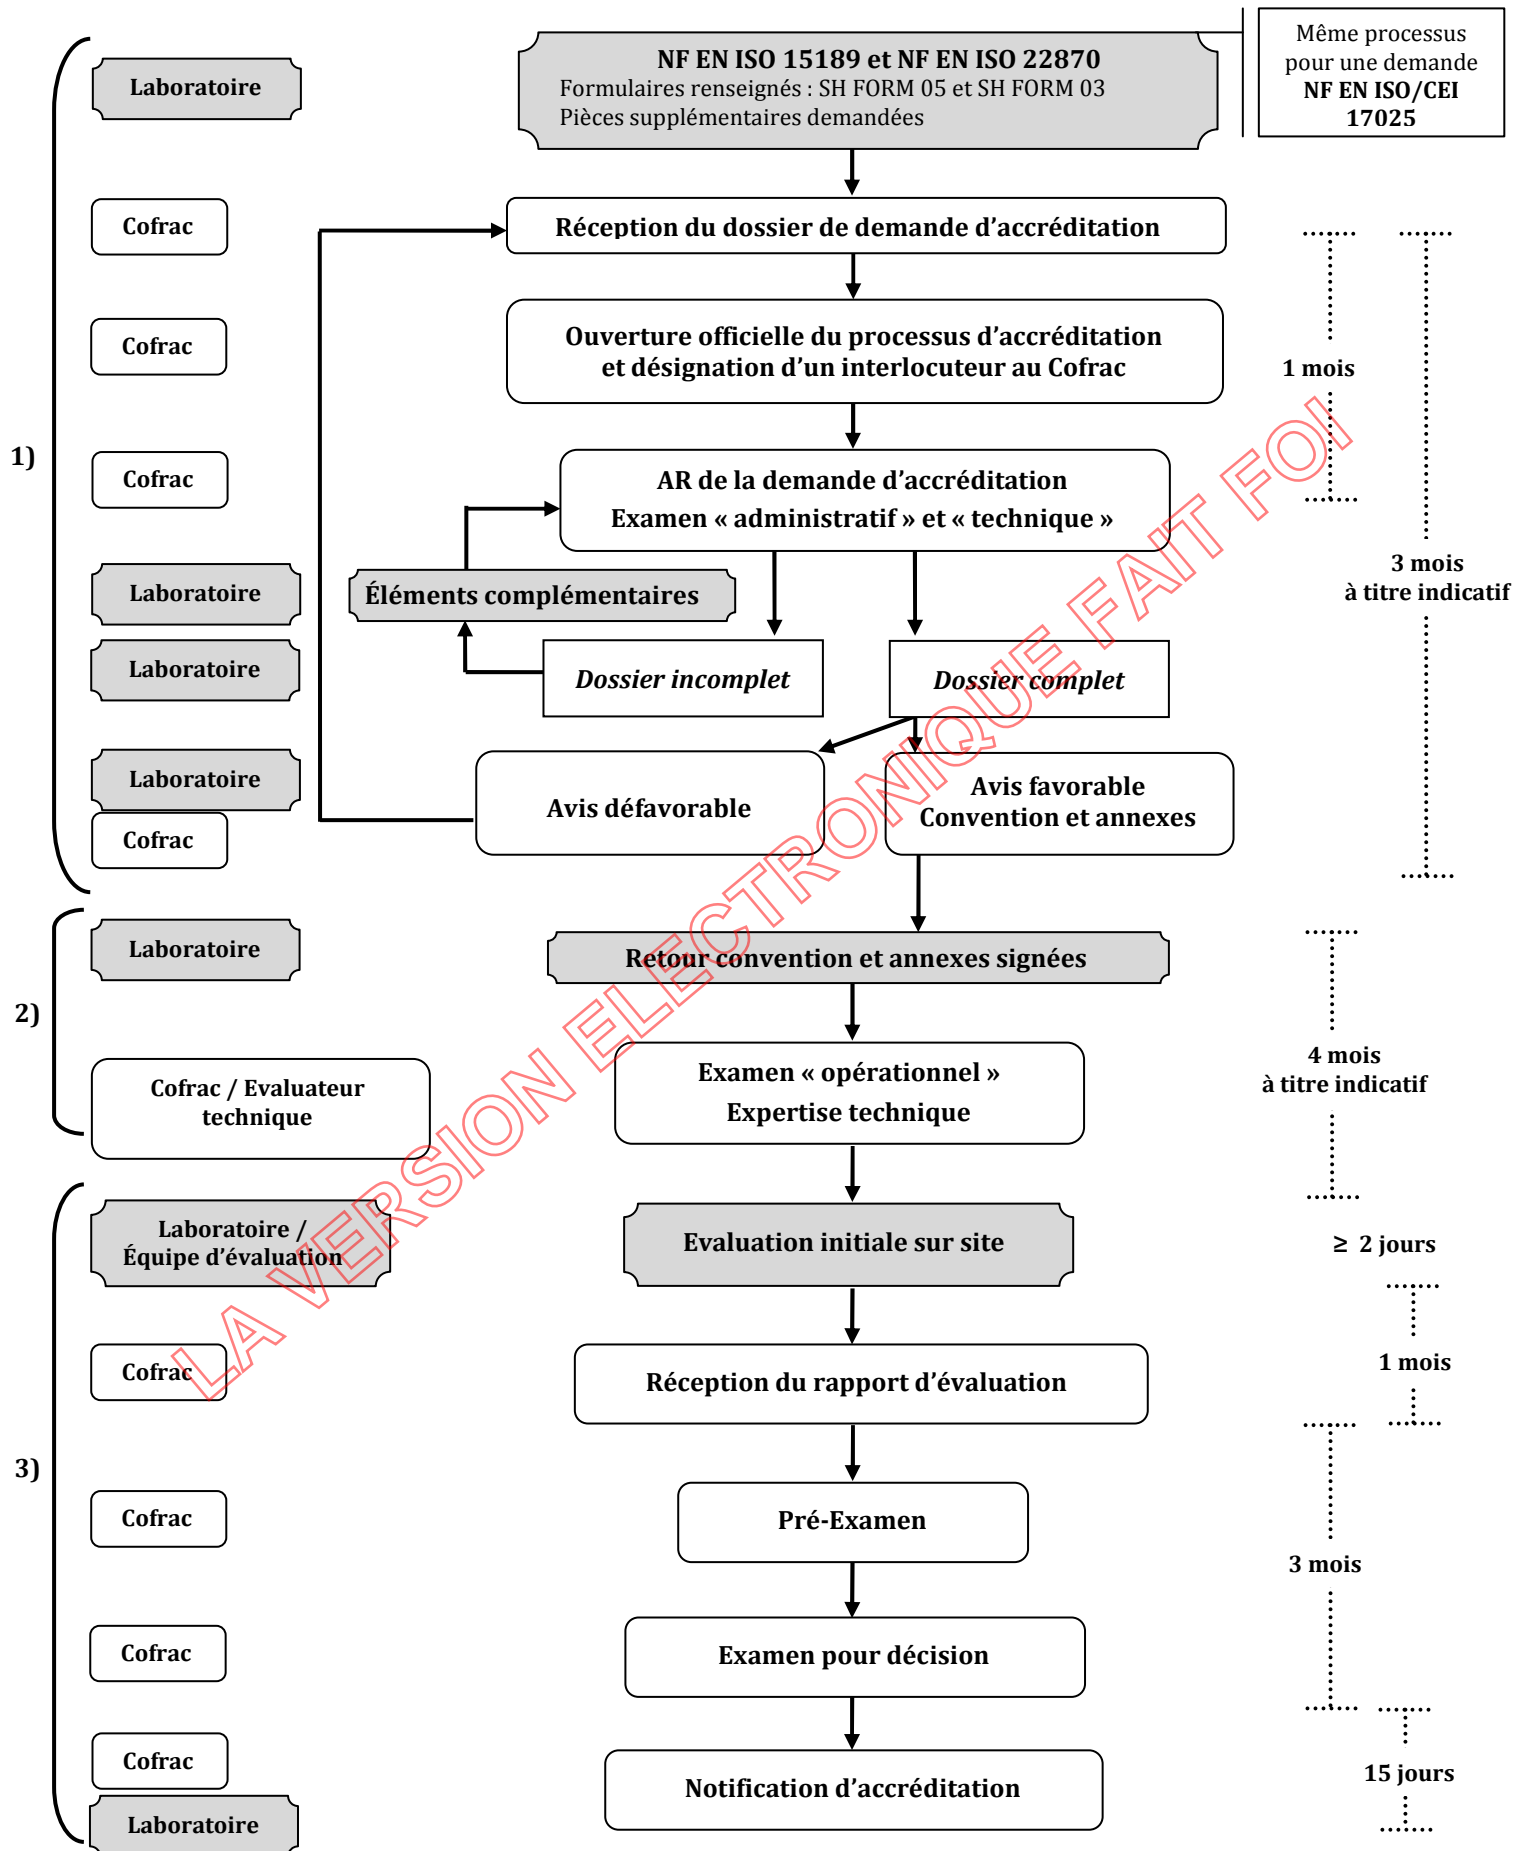 NF EN ISO 15189 et NF EN ISO 22870
Formulaires renseignés : SH FORM 05 et SH FORM 03
Pièces supplémentaires demandées
Même processus
pour une demande
NF EN ISO/CEI
17025
Laboratoire
Cofrac
Réception du dossier de demande d’accréditation
Cofrac
Ouverture officielle du processus d’accréditation
et désignation d’un interlocuteur au Cofrac
1 mois
1)
Cofrac
AR de la demande d’accréditation
Examen « administratif » et « technique »
3 mois
à titre indicatif
Laboratoire
Éléments complémentaires
Laboratoire
Dossier incomplet
Dossier complet
Laboratoire
Cofrac
Avis défavorable
Avis favorable
Convention et annexes
2)
Laboratoire
Retour convention et annexes signées
Cofrac / Evaluateur
technique
Examen « opérationnel »
Expertise technique
4 mois
à titre indicatif
3)
Laboratoire /
Équipe d’évaluation
Evaluation initiale sur site
≥ 2 jours
Cofrac
Réception du rapport d’évaluation
1 mois
Cofrac
Pré-Examen
3 mois
Cofrac
Examen pour décision
Cofrac
Laboratoire
Notification d’accréditation
15 jours
LA VERSION ELECTRONIQUE FAIT FOI